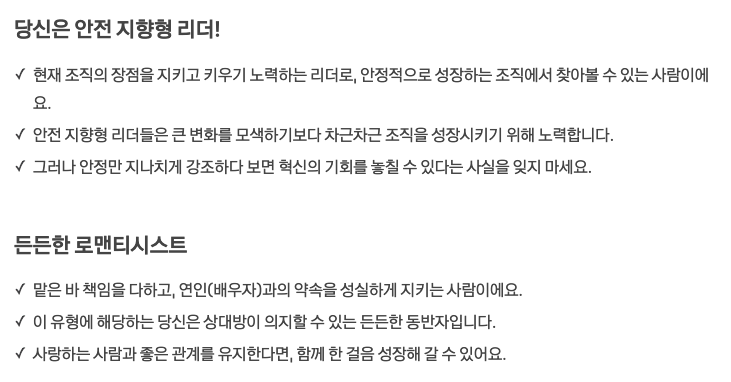 당신은 안전 지향형 리더!
✓ 현재 조직의 장점을 지키고 키우기 노력하는 리더로, 안정적으로 성장하는 조직에서 찾아볼 수 있는 사람이에
요.
✓ 안전 지향형 리더들은 큰 변화를 모색하기보다 차근차근 조직을 성장시키기 위해 노력합니다.
✓ 그러나 안정만 지나치게 강조하다 보면 혁신의 기회를 놓칠 수 있다는 사실을 잊지 마세요.
든든한 로맨티시스트
✓ 맡은 바 책임을 다하고, 연인(배우자)과의 약속을 성실하게 지키는 사람이에요.
✓ 이 유형에 해당하는 당신은 상대방이 의지할 수 있는 든든한 동반자입니다.
✓ 사랑하는 사람과 좋은 관계를 유지한다면, 함께 한 걸음 성장해 갈 수 있어요.